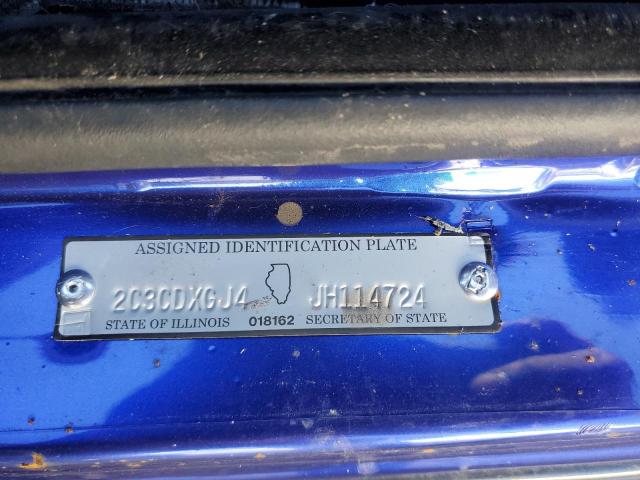 ASSIGNED IDENTIFICATION PLATE
2C3CDXGJ4 JH114724
STATE OF ILLINOIS 018162 SECRETARY OF STATE